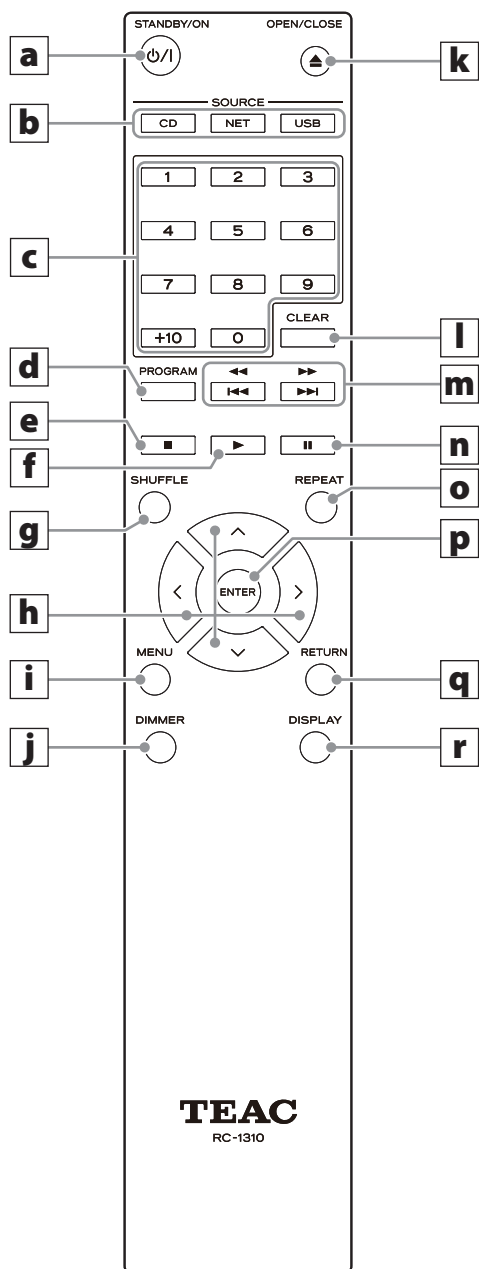 STANDBY/ON OPEN/CLOSE
a ⏻/I ⏏ k
SOURCE
b CD NET USB
1 2 3
4 5 6
c
7 8 9
CLEAR
+10 0 l
d PROGRAM ◀◀ ▶▶ m
|◀◀ ▶▶|
e ■ ▶ ⏸ n
f
SHUFFLE REPEAT o
g
p
h ENTER
MENU RETURN
i q
DIMMER DISPLAY
j r
TEAC
RC-1310